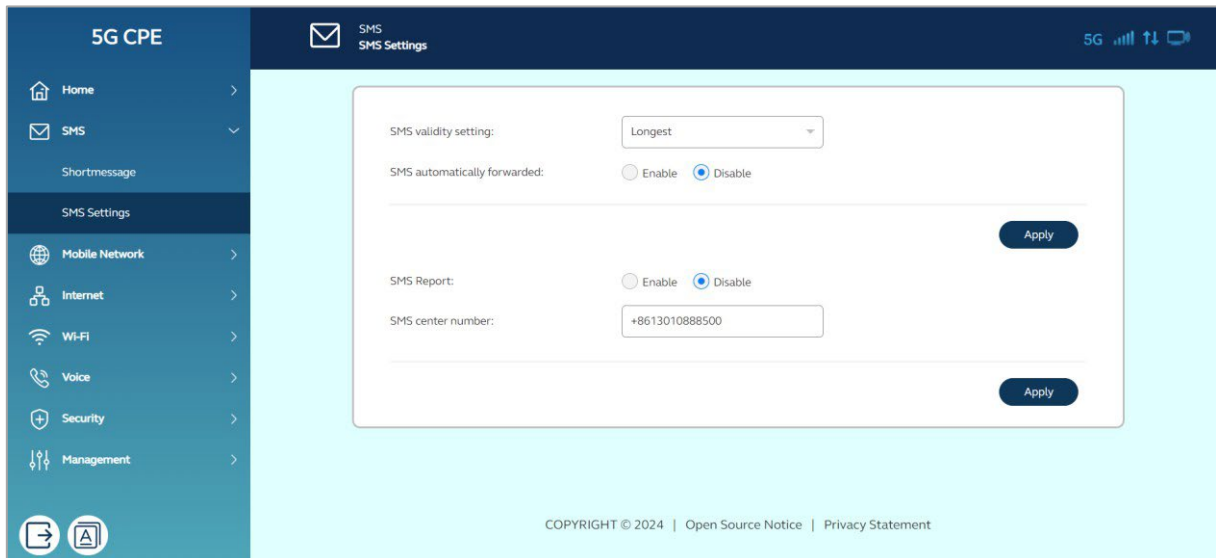 5G CPE
SMS
SMS Settings
5G
Home
SMS
Shortmessage
SMS Settings
Mobile Network
Internet
Wi-Fi
Voice
Security
Management
A
SMS validity setting:
Longest
SMS automatically forwarded:
Enable
Disable
Apply
SMS Report:
Enable
Disable
SMS center number:
+8613010888500
Apply
COPYRIGHT © 2024 | Open Source Notice | Privacy Statement